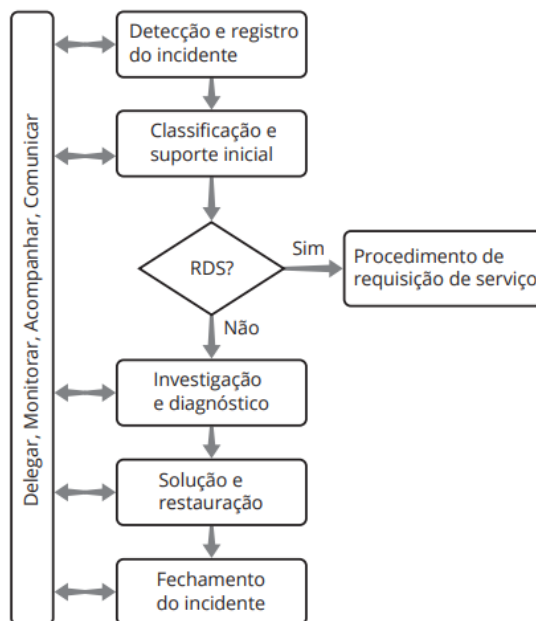 Delegar, Monitorar, Acompanhar, Comunicar
Detecção e registro
do incidente
Classificação e
suporte inicial
RDS?
Sim
Procedimento de
requisição de serviço
Não
Investigação
e diagnóstico
Solução e
restauração
Fechamento
do incidente